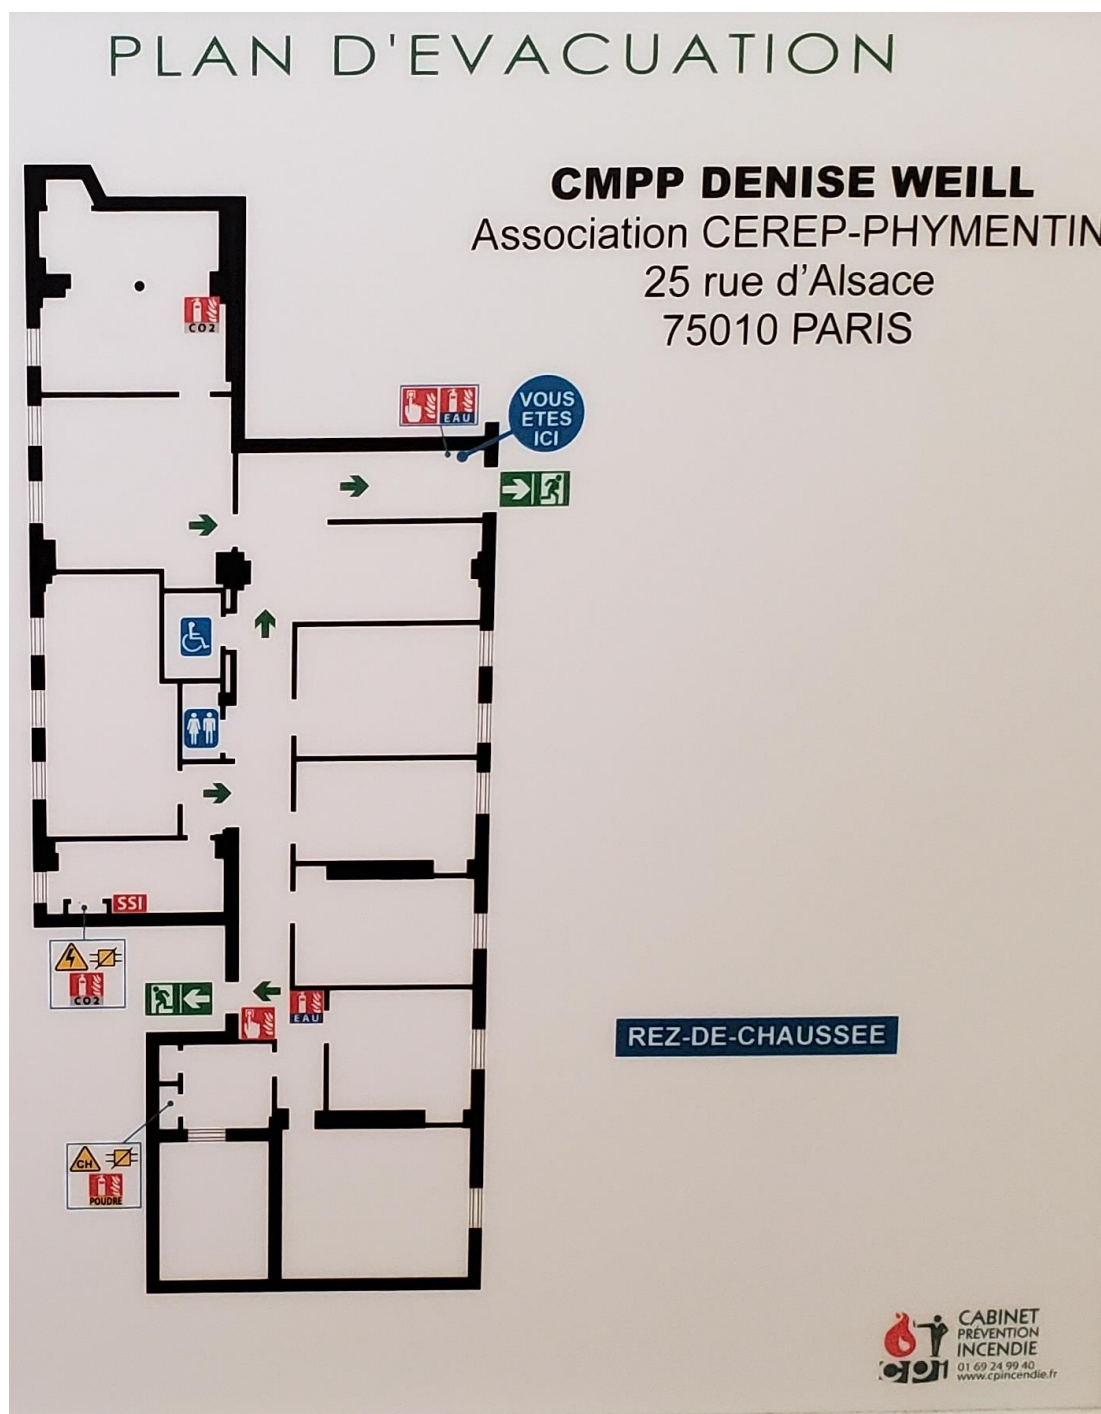 PLAN D'EVACUATION
CMPP DENISE WEILL
Association CEREP-PHYMENTIN
25 rue d'Alsace
75010 PARIS
CO2
EAU
VOUS
ETES
ICI
SSI
CO2
EAU
REZ-DE-CHAUSSEE
CH
POUDRE
CABINET
PRÉVENTION
INCENDIE
01 69 24 99 40
www.cpincendie.fr
cpi